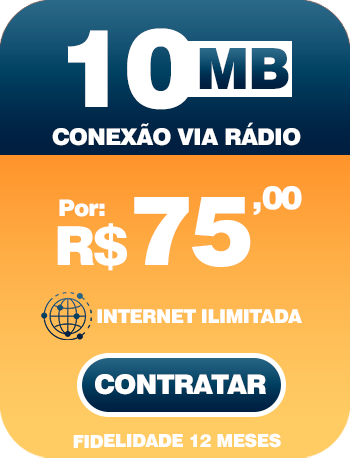 10 MB
CONEXÃO VIA RÁDIO
Por:
R$ 75,00
INTERNET ILIMITADA
CONTRATAR
FIDELIDADE 12 MESES